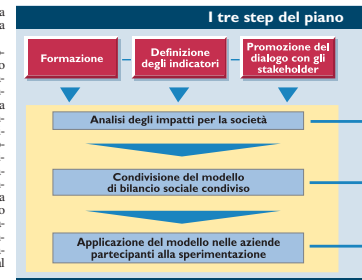 I tre step del piano
Formazione
Definizione
degli indicatori
Promozione del
dialogo con gli
stakeholder
Analisi degli impatti per la società
Condivisione del modello
di bilancio sociale condiviso
Applicazione del modello nelle aziende
partecipanti alla sperimentazione